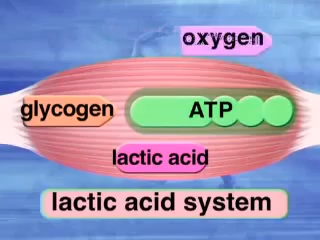 oxygen
glycogen
ATP
lactic acid
lactic acid system